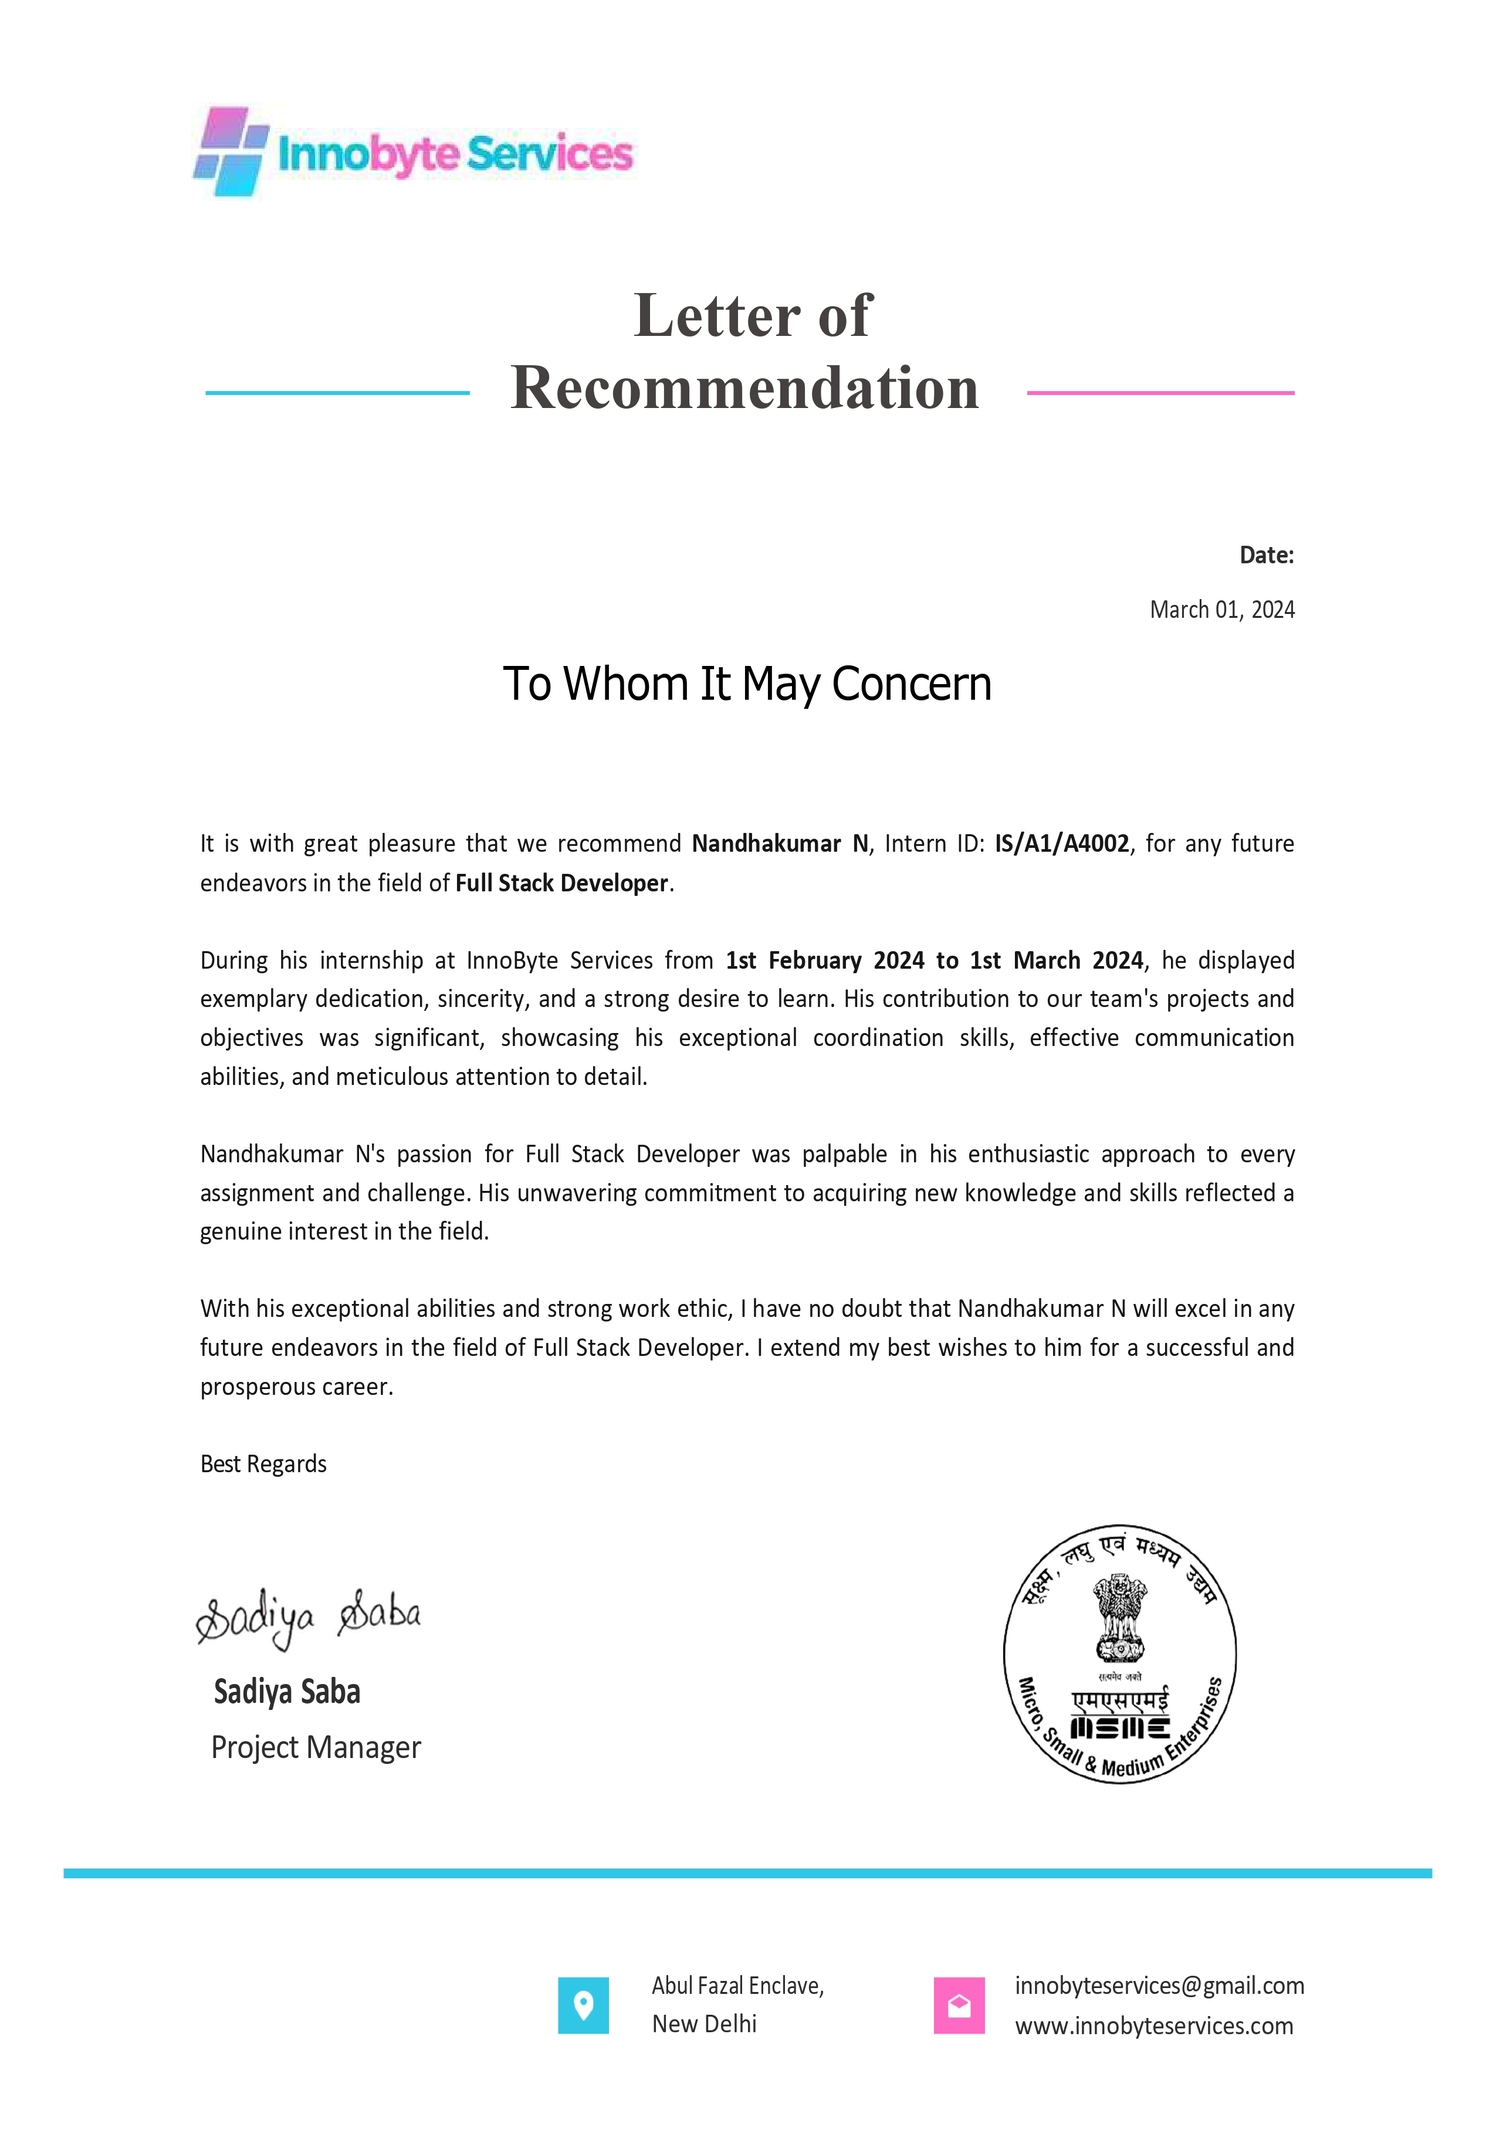 Innobyte Services
Letter of
Recommendation
Date:
March 01, 2024
To Whom It May Concern
It is with great pleasure that we recommend Nandhakumar N, Intern ID: IS/A1/A4002, for any future
endeavors in the field of Full Stack Developer.
During his internship at InnoByte Services from 1st February 2024 to 1st March 2024, he displayed
exemplary dedication, sincerity, and a strong desire to learn. His contribution to our team's projects and
objectives was significant, showcasing his exceptional coordination skills, effective communication
abilities, and meticulous attention to detail.
Nandhakumar N's passion for Full Stack Developer was palpable in his enthusiastic approach to every
assignment and challenge. His unwavering commitment to acquiring new knowledge and skills reflected a
genuine interest in the field.
With his exceptional abilities and strong work ethic, I have no doubt that Nandhakumar N will excel in any
future endeavors in the field of Full Stack Developer. I extend my best wishes to him for a successful and
prosperous career.
Best Regards
Sadiya Saba
Sadiya Saba
Project Manager
सूक्ष्म, लघु एवं मध्यम उद्यम
सत्यमेव जयते
एमएसएमई
MSME
Micro, Small & Medium Enterprises
Abul Fazal Enclave,
New Delhi
innobyteservices@gmail.com
www.innobyteservices.com